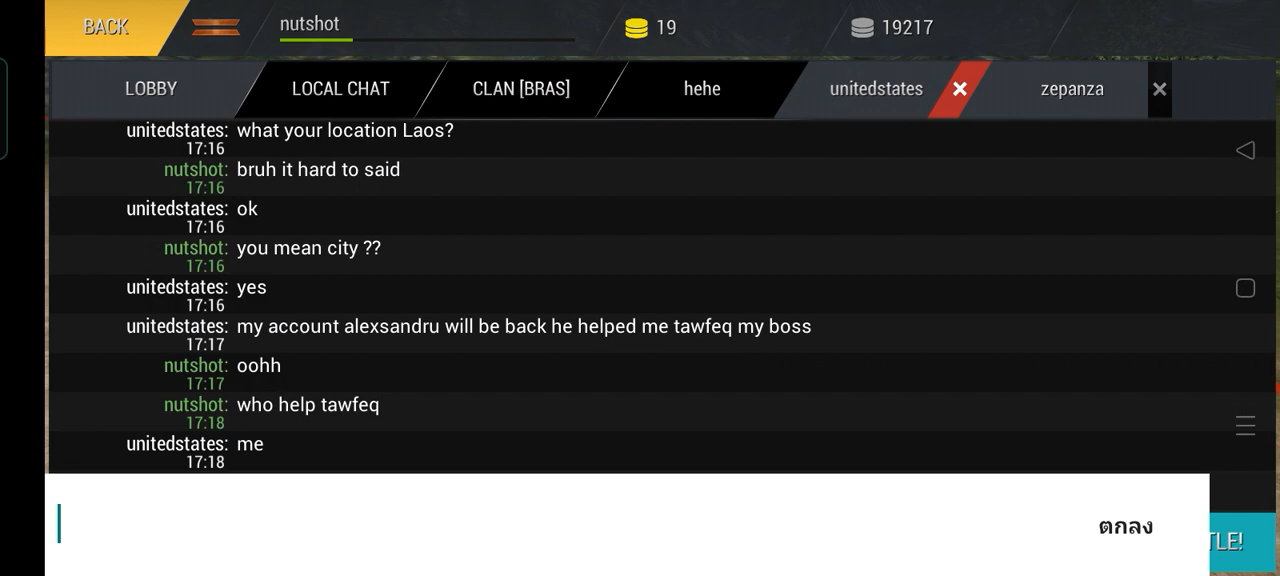 BACK nutshot 19 19217
LOBBY LOCAL CHAT CLAN [BRAS] hehe unitedstates zepanza
unitedstates: what your location Laos?
17:16
nutshot: bruh it hard to said
17:16
unitedstates: ok
17:16
nutshot: you mean city ??
17:16
unitedstates: yes
17:16
unitedstates: my account alexsandru will be back he helped me tawfeq my boss
17:17
nutshot: oohh
17:17
nutshot: who help tawfeq
17:18
unitedstates: me
17:18
ตกลง
TLE!